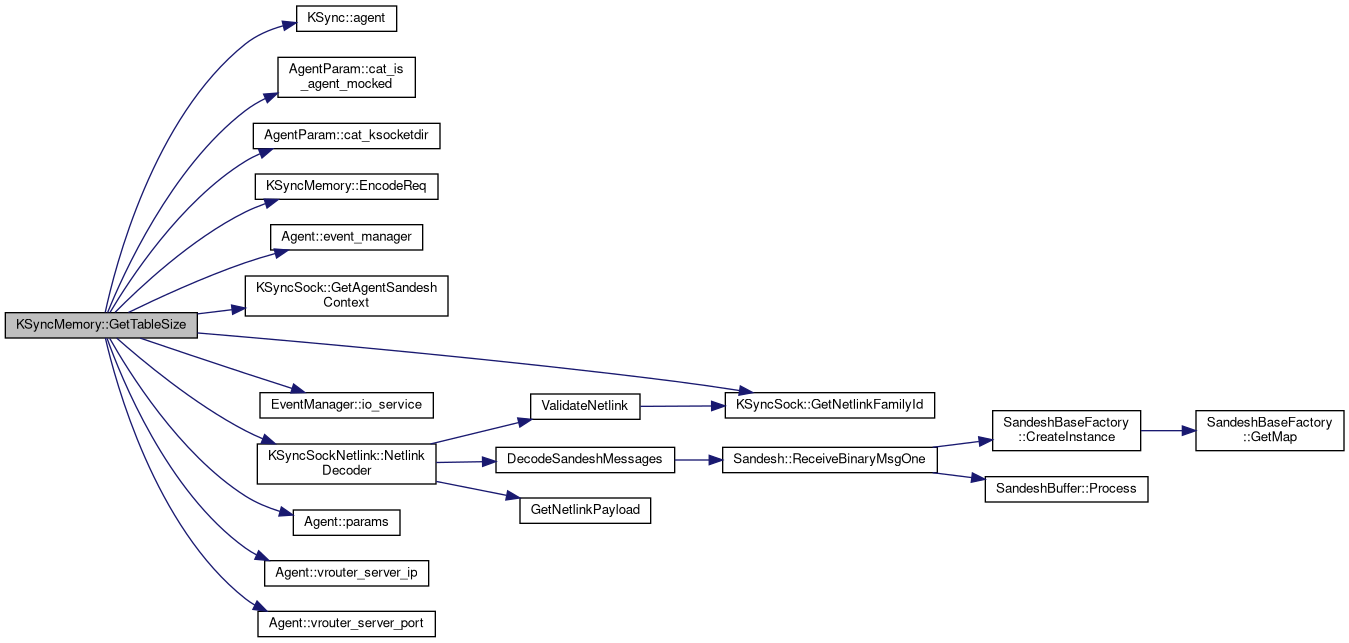 KSync::agent
AgentParam::cat_is
_agent_mocked
AgentParam::cat_ksocketdir
KSyncMemory::EncodeReq
Agent::event_manager
KSyncSock::GetAgentSandesh
Context
KSyncMemory::GetTableSize
EventManager::io_service
KSyncSockNetlink::Netlink
Decoder
Agent::params
Agent::vrouter_server_ip
Agent::vrouter_server_port
ValidateNetlink
DecodeSandeshMessages
GetNetlinkPayload
KSyncSock::GetNetlinkFamilyId
Sandesh::ReceiveBinaryMsgOne
SandeshBaseFactory
::CreateInstance
SandeshBuffer::Process
SandeshBaseFactory
::GetMap